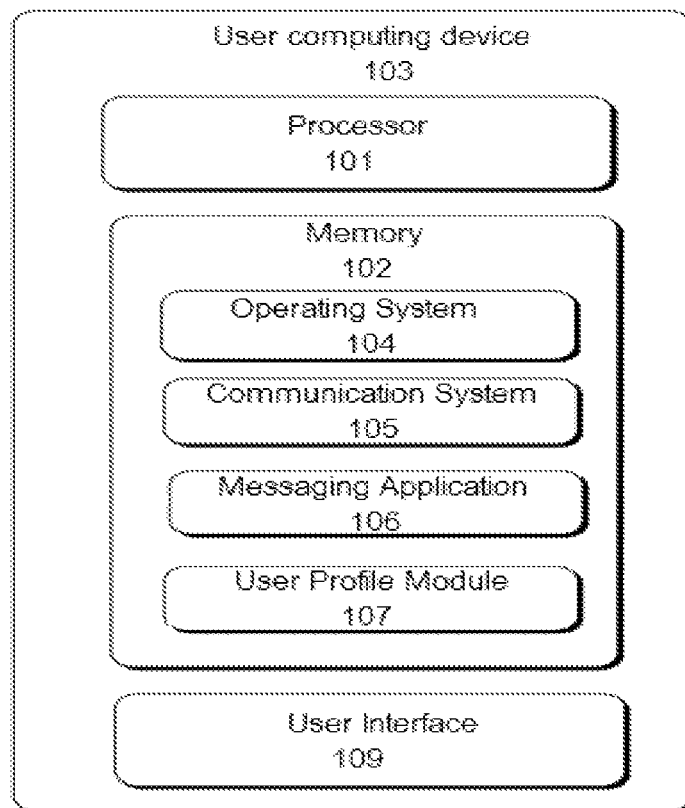 User computing device
103
Processor
101
Memory
102
Operating System
104
Communication System
105
Messaging Application
106
User Profile Module
107
User Interface
109